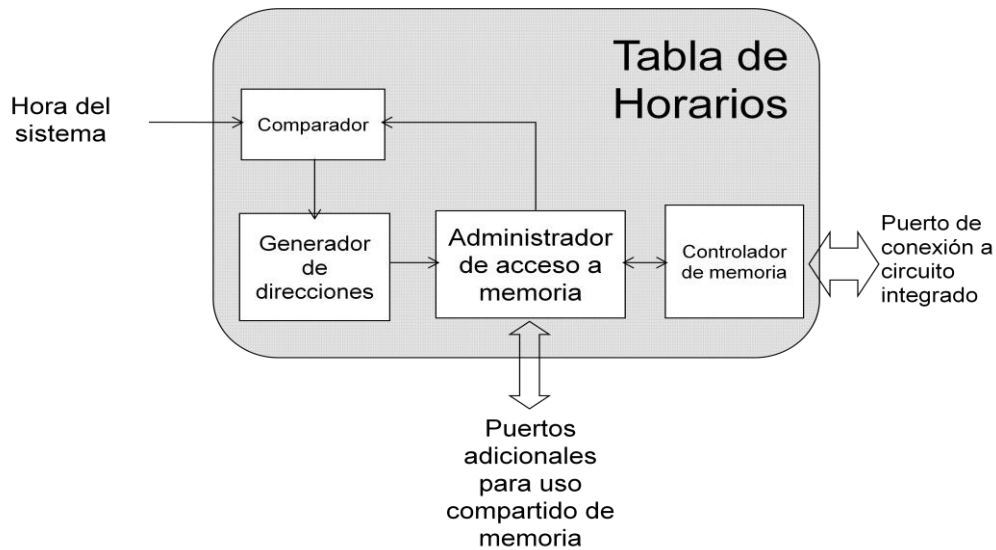 Tabla de
Horarios
Hora del
sistema
Comparador
Generador
de
direcciones
Administrador
de acceso a
memoria
Controlador
de memoria
Puerto de
conexión a
circuito
integrado
Puertos
adicionales
para uso
compartido de
memoria